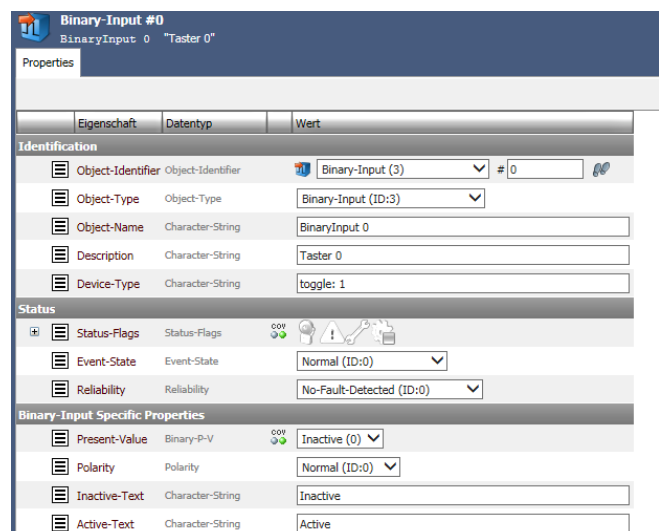 Binary-Input #0
BinaryInput 0 "Taster 0"
Properties
Eigenschaft Datentyp Wert
Identification
Object-Identifier Object-Identifier Binary-Input (3) # 0
Object-Type Object-Type Binary-Input (ID:3)
Object-Name Character-String BinaryInput 0
Description Character-String Taster 0
Device-Type Character-String toggle: 1
Status
Status-Flags Status-Flags COV
Event-State Event-State Normal (ID:0)
Reliability Reliability No-Fault-Detected (ID:0)
Binary-Input Specific Properties
Present-Value Binary-P-V COV Inactive (0)
Polarity Polarity Normal (ID:0)
Inactive-Text Character-String Inactive
Active-Text Character-String Active